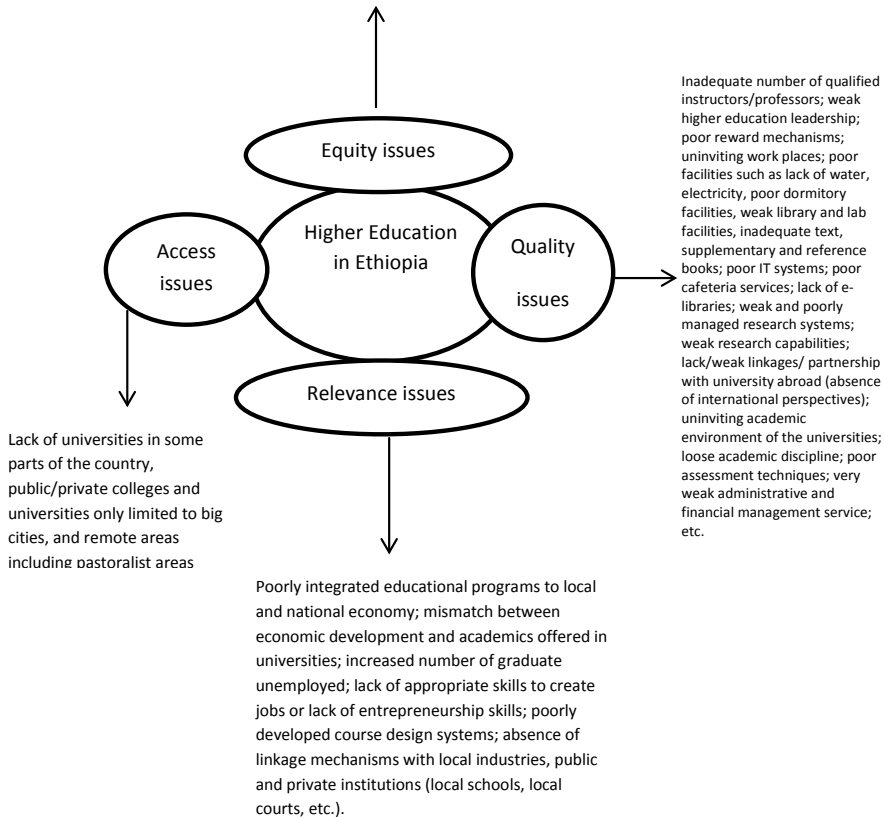 Equity issues
Higher Education
in Ethiopia
Access
issues
Quality
issues
Relevance issues
Inadequate number of qualified
instructors/professors; weak
higher education leadership;
poor reward mechanisms;
uninviting work places; poor
facilities such as lack of water,
electricity, poor dormitory
facilities, weak library and lab
facilities, inadequate text,
supplementary and reference
books; poor IT systems; poor
cafeteria services; lack of e-
libraries; weak and poorly
managed research systems;
weak research capabilities;
lack/weak linkages/ partnership
with university abroad (absence
of international perspectives);
uninviting academic
environment of the universities;
loose academic discipline; poor
assessment techniques; very
weak administrative and
financial management service;
etc.
Lack of universities in some
parts of the country,
public/private colleges and
universities only limited to big
cities, and remote areas
including pastoralist areas
Poorly integrated educational programs to local
and national economy; mismatch between
economic development and academics offered in
universities; increased number of graduate
unemployed; lack of appropriate skills to create
jobs or lack of entrepreneurship skills; poorly
developed course design systems; absence of
linkage mechanisms with local industries, public
and private institutions (local schools, local
courts, etc.).